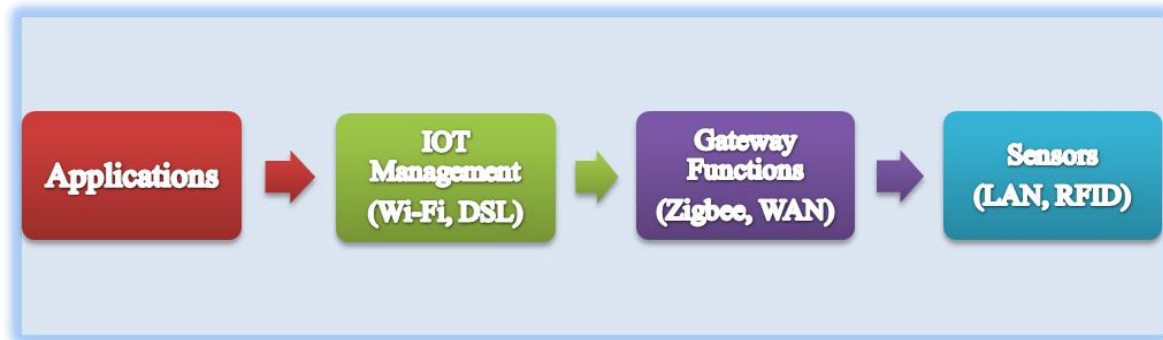 Applications
IOT
Management
(Wi-Fi, DSL)
Gateway
Functions
(Zigbee, WAN)
Sensors
(LAN, RFID)